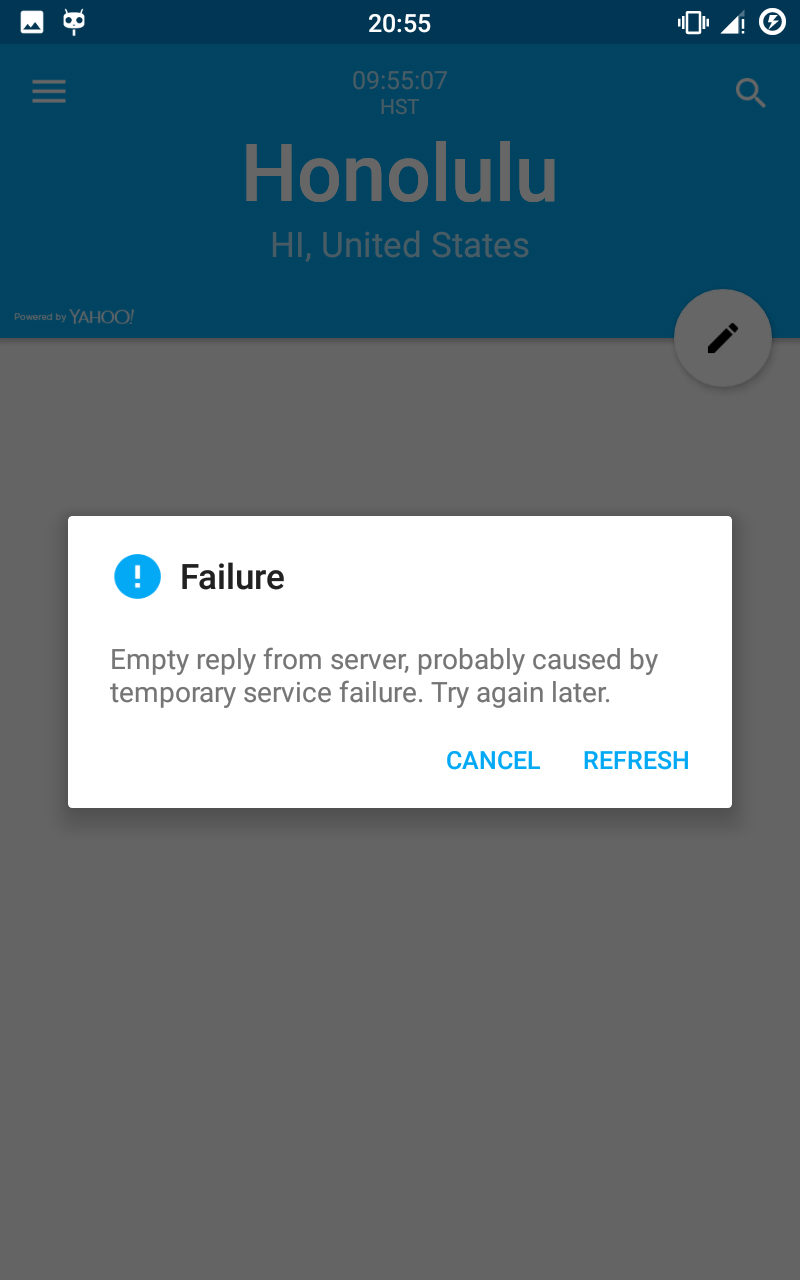 20:55
09:55:07
HST
Honolulu
HI, United States
Powered by YAHOO!
Failure
Empty reply from server, probably caused by
temporary service failure. Try again later.
CANCEL REFRESH